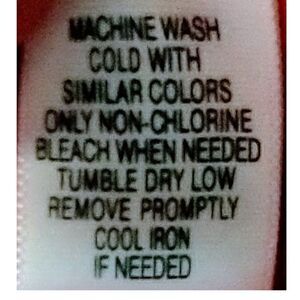 MACHINE WASH
COLD WITH
SIMILAR COLORS
ONLY NON-CHLORINE
BLEACH WHEN NEEDED
TUMBLE DRY LOW
REMOVE PROMPTLY
COOL IRON
IF NEEDED